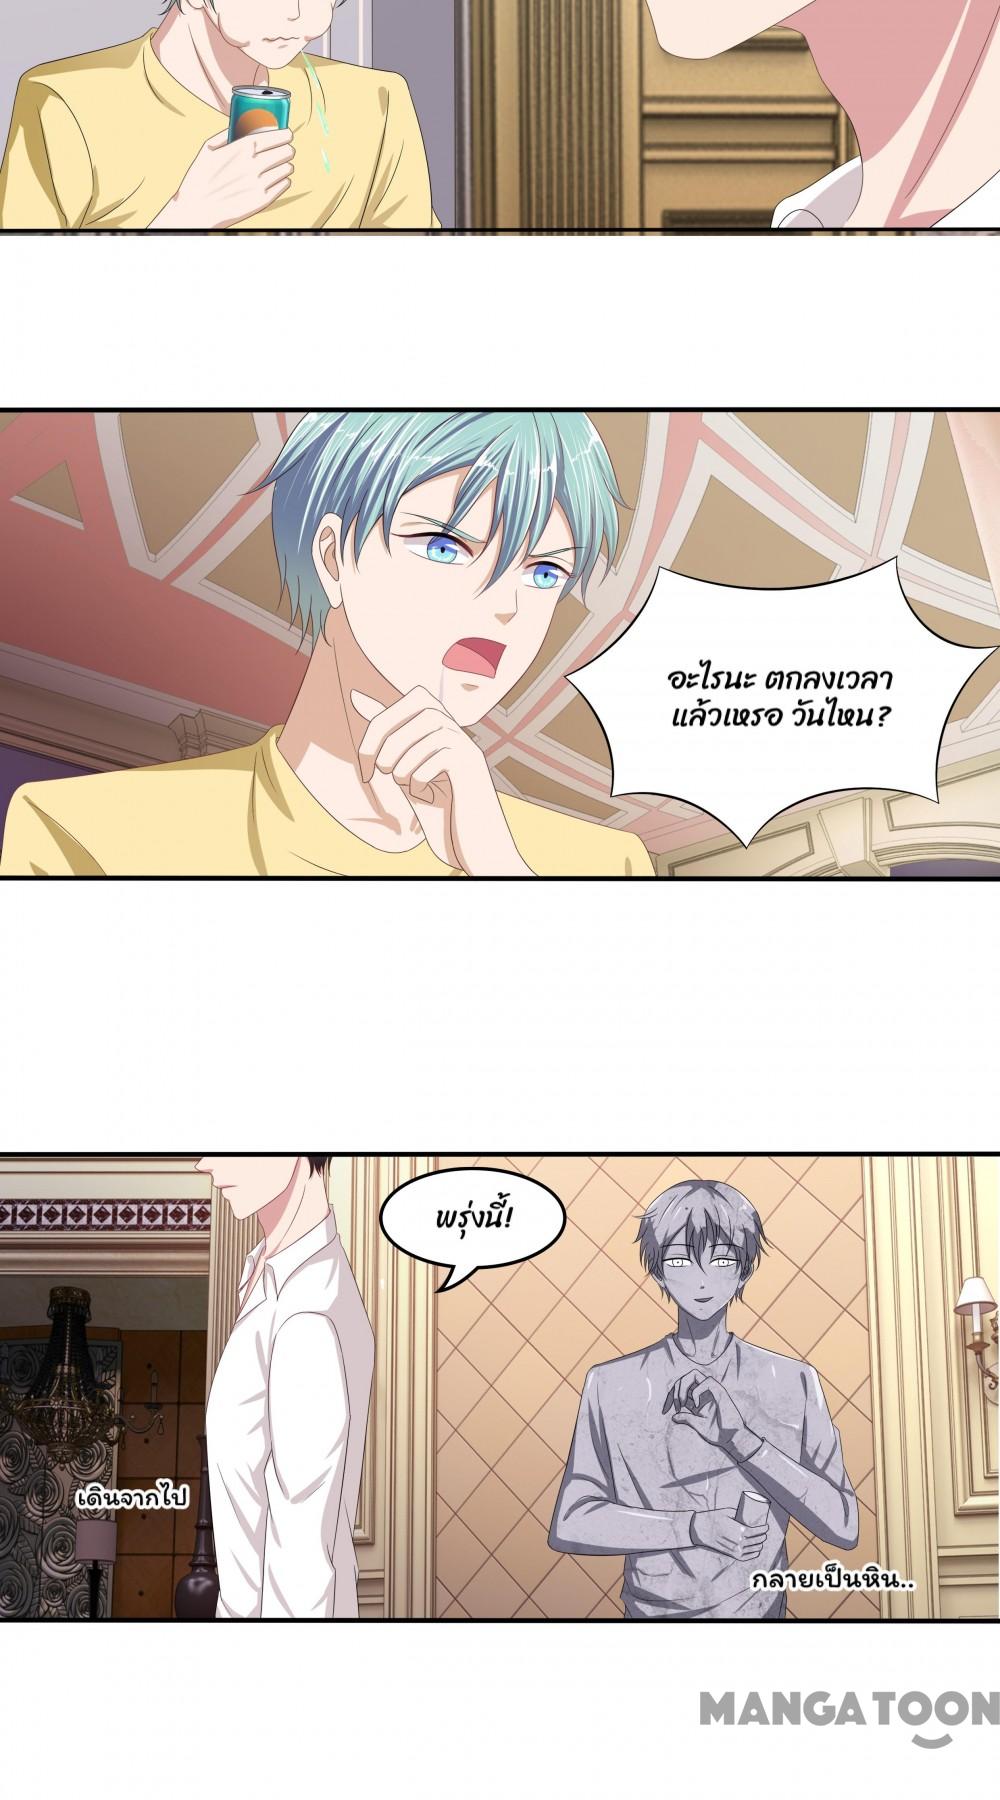 อะไรนะ ตกลงเวลา
แล้วเหรอ วันไหน?
พรุ่งนี้!
เดินจากไป
กลายเป็นหิน..
MANGATOON